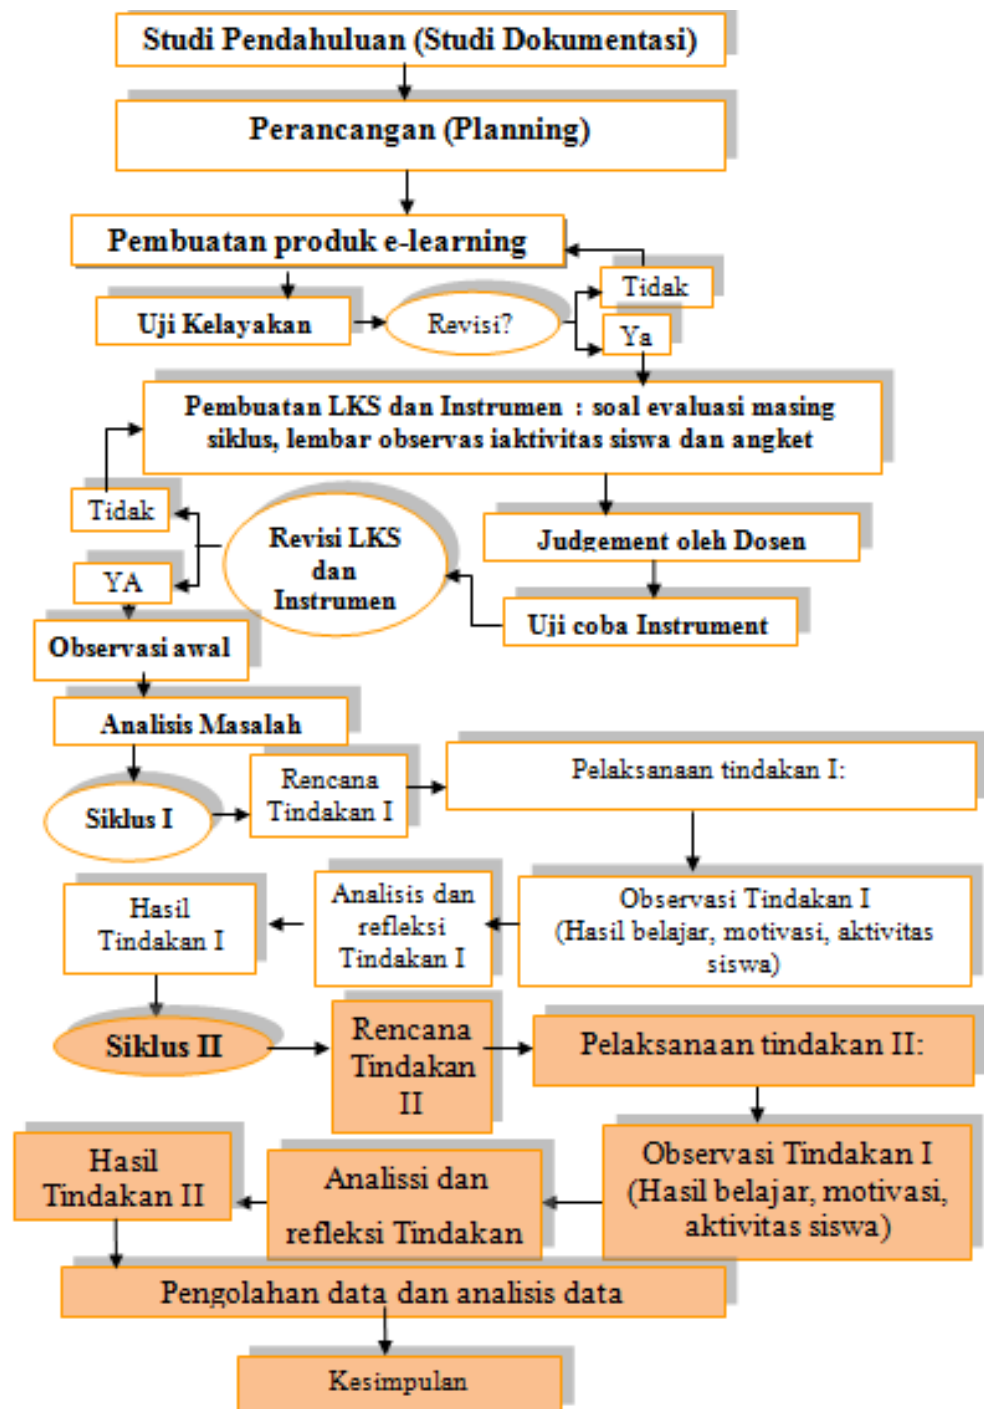 Studi Pendahuluan (Studi Dokumentasi)
Perancangan (Planning)
Pembuatan produk e-learning
Tidak
Uji Kelayakan
Revisi?
Ya
Pembuatan LKS dan Instrumen : soal evaluasi masing
siklus, lembar observas iaktivitas siswa dan angket
Tidak
Revisi LKS
dan
Instrumen
Judgement oleh Dosen
YA
Uji coba Instrument
Observasi awal
Analisis Masalah
Siklus I
Rencana
Tindakan I
Pelaksanaan tindakan I:
Observasi Tindakan I
(Hasil belajar, motivasi, aktivitas
siswa)
Analisis dan
refleksi
Tindakan I
Hasil
Tindakan I
Siklus II
Rencana
Tindakan
II
Pelaksanaan tindakan II:
Observasi Tindakan I
(Hasil belajar, motivasi,
aktivitas siswa)
Analissi dan
refleksi Tindakan
Hasil
Tindakan II
Pengolahan data dan analisis data
Kesimpulan